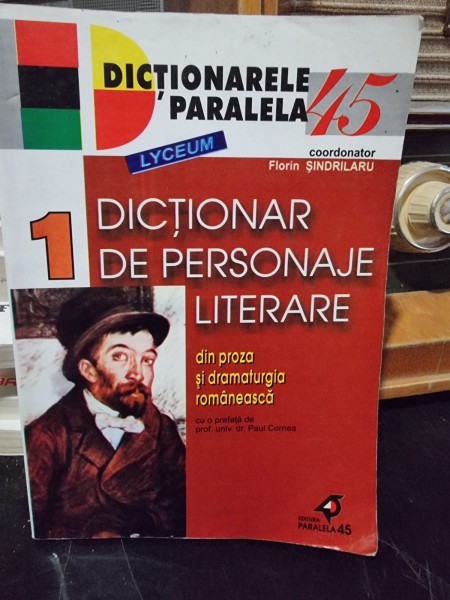 DICȚIONARELE
PARALELA 45
LYCEUM
coordonator
Florin ȘINDRILARU
1
DICȚIONAR
DE PERSONAJE
LITERARE
din proza
și dramaturgia
românească
cu o prefață de
prof. univ. dr. Paul Cornea
45
EDITURA
PARALELA 45